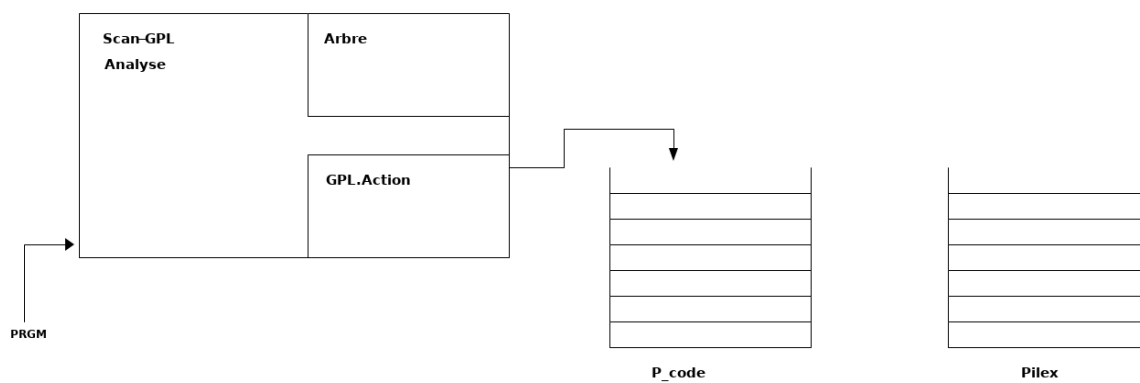 Scan-GPL
Analyse
Arbre
GPL.Action
PRGM
P_code
Pilex